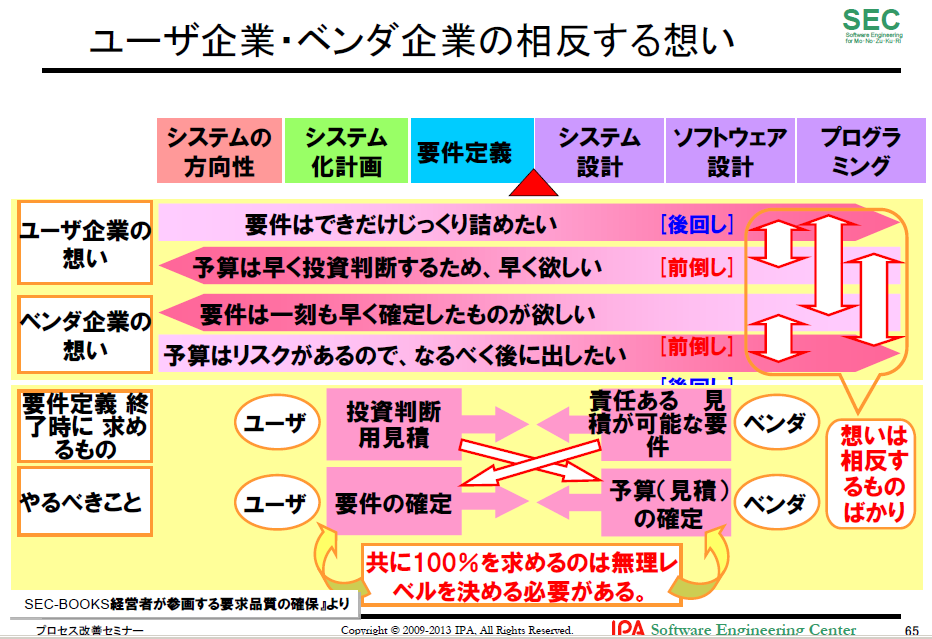 ユーザ企業・ベンダ企業の相反する想い
SEC
Software Engineering
for Mo・No・Zu・Ku・Ri
システムの
方向性
システム
化計画
要件定義
システム
設計
ソフトウェア
設計
プログラ
ミング
ユーザ企業の
想い
要件はできだけじっくり詰めたい
[後回し]
予算は早く投資判断するため、早く欲しい
[前倒し]
ベンダ企業の
想い
要件は一刻も早く確定したものが欲しい
[前倒し]
予算はリスクがあるので、なるべく後に出したい
[後回し]
要件定義 終
了時に 求め
るもの
ユーザ
投資判断
用見積
責任ある 見
積が可能な要
件
ベンダ
想いは
相反す
るもの
ばかり
やるべきこと
ユーザ
要件の確定
予算(見積)
の確定
ベンダ
共に100%を求めるのは無理レ
ベルを決める必要がある。
SEC-BOOKS経営者が参画する要求品質の確保』より
プロセス改善セミナー
Copyright © 2009-2013 IPA, All Rights Reserved.
IPA Software Engineering Center
65